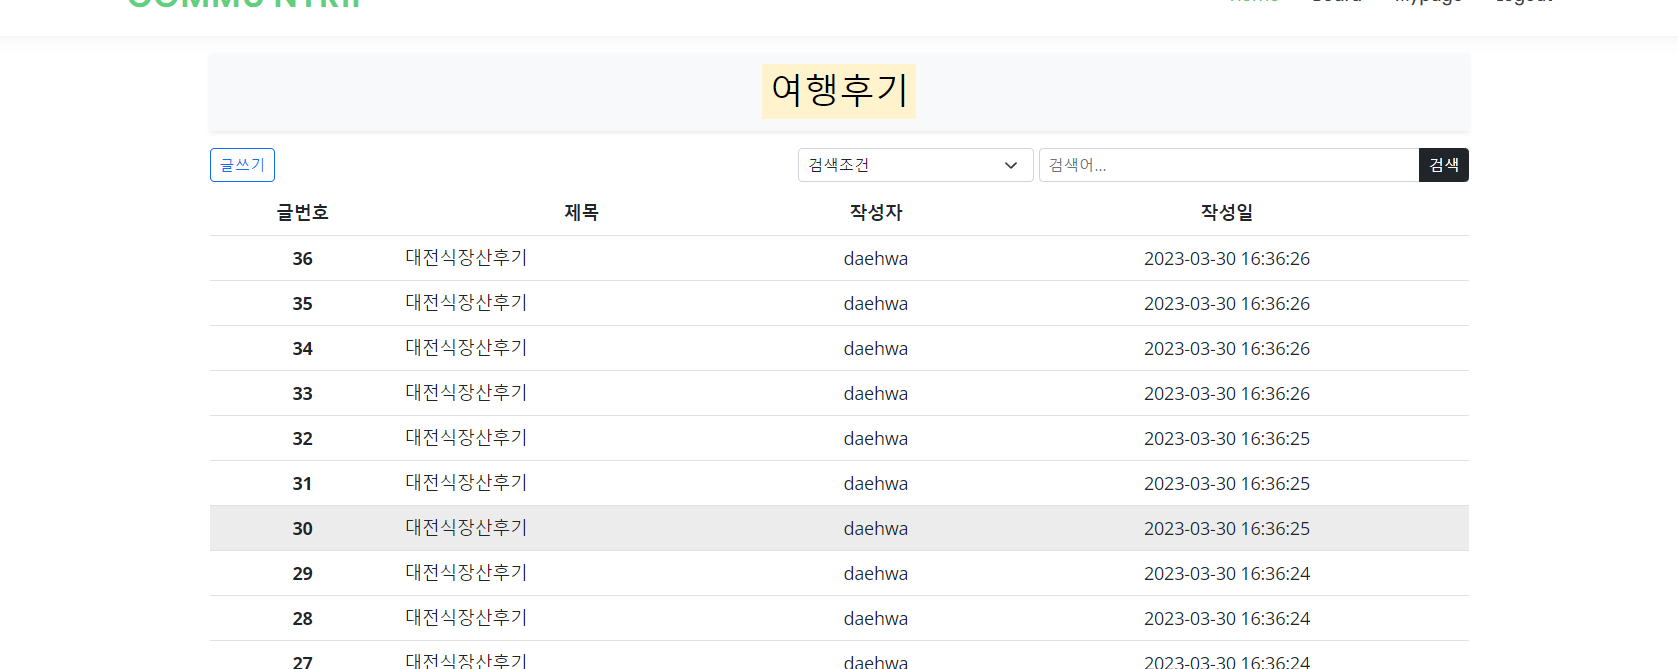 Home Board Mypage Logout
여행후기
글쓰기 검색조건 검색어... 검색
글번호 제목 작성자 작성일
36 대전식장산후기 daehwa 2023-03-30 16:36:26
35 대전식장산후기 daehwa 2023-03-30 16:36:26
34 대전식장산후기 daehwa 2023-03-30 16:36:26
33 대전식장산후기 daehwa 2023-03-30 16:36:26
32 대전식장산후기 daehwa 2023-03-30 16:36:25
31 대전식장산후기 daehwa 2023-03-30 16:36:25
30 대전식장산후기 daehwa 2023-03-30 16:36:25
29 대전식장산후기 daehwa 2023-03-30 16:36:24
28 대전식장산후기 daehwa 2023-03-30 16:36:24
27 대전식장산후기 daehwa 2023-03-30 16:36:24